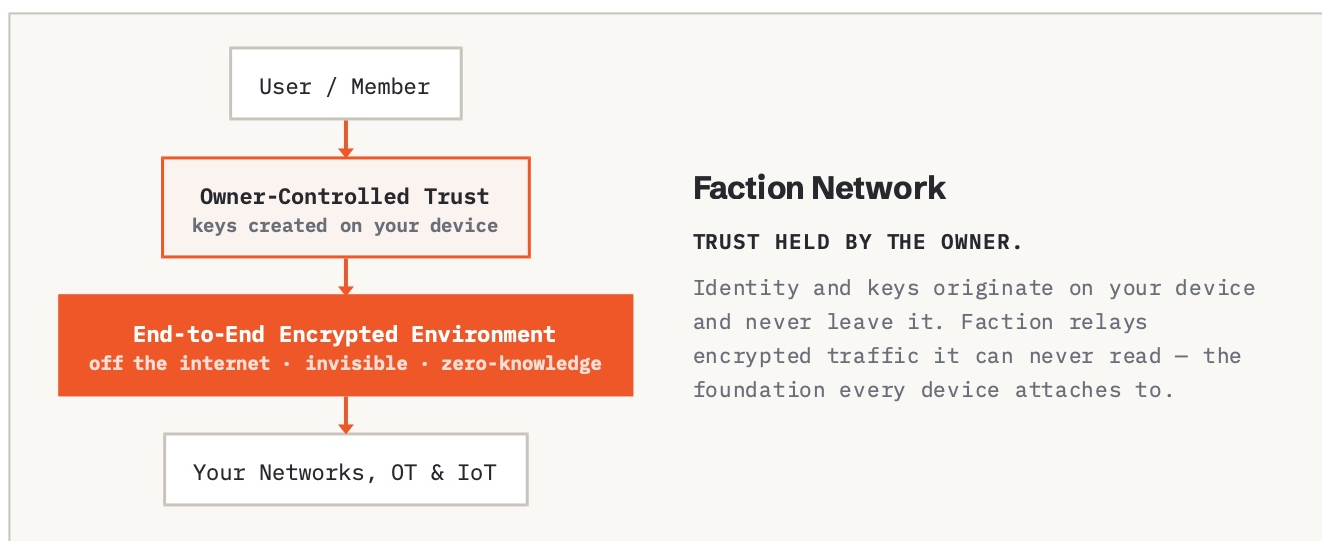 User / Member
Owner-Controlled Trust
keys created on your device
End-to-End Encrypted Environment
off the internet · invisible · zero-knowledge
Your Networks, OT & IoT
Faction Network
TRUST HELD BY THE OWNER.
Identity and keys originate on your device
and never leave it. Faction relays
encrypted traffic it can never read — the
foundation every device attaches to.